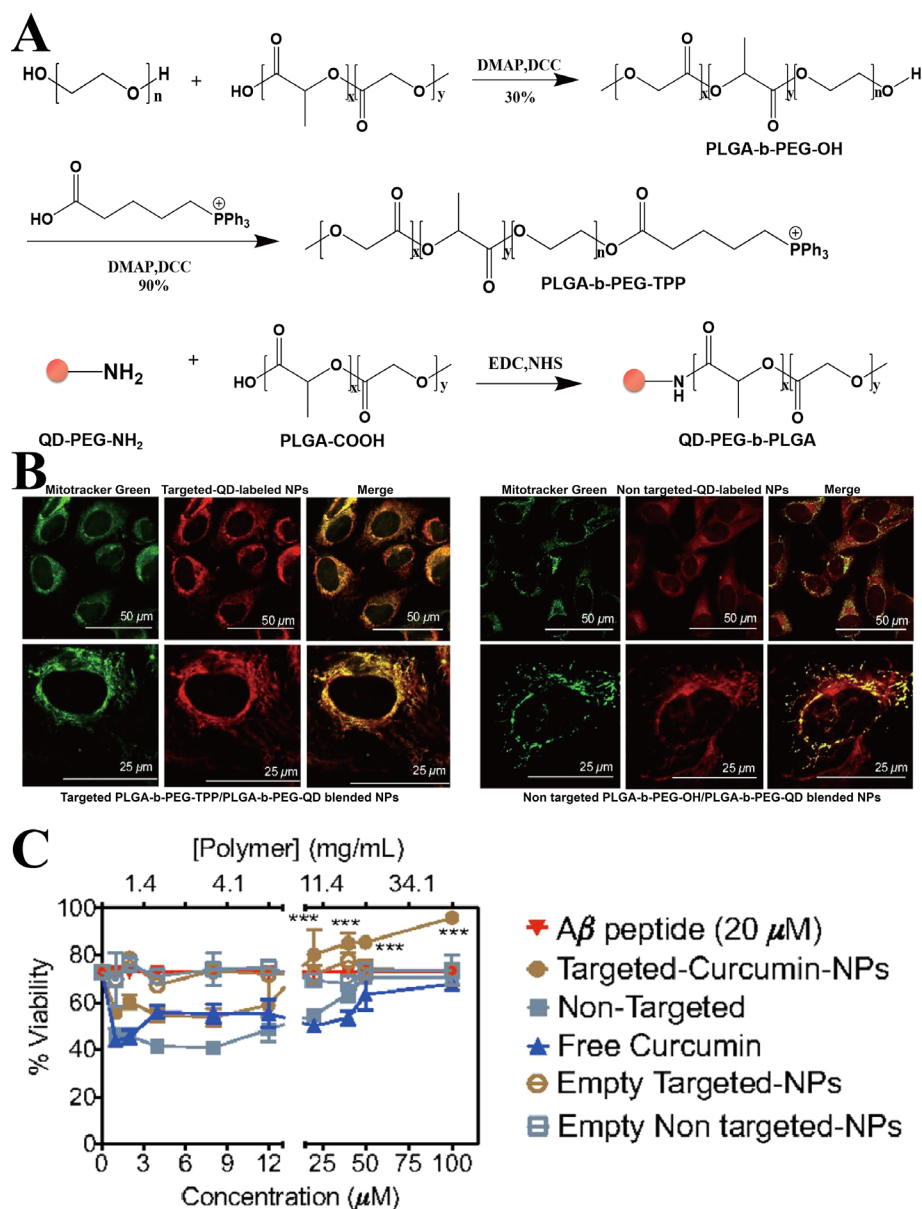 A
HO
O
H
n
+
O
HO
O
x
O
O
y
DMAP,DCC
30%
O
O
x
O
O
y
O
n
H
PLGA-b-PEG-OH
O
HO
⊕
PPh3
DMAP,DCC
90%
O
O
x
O
O
y
O
n
O
O
⊕
PPh3
PLGA-b-PEG-TPP
NH2
+
O
HO
O
x
O
O
y
EDC,NHS
N
H
O
O
x
O
O
y
QD-PEG-NH2
PLGA-COOH
QD-PEG-b-PLGA
B
Mitotracker Green Targeted-QD-labeled NPs Merge
Mitotracker Green Non targeted-QD-labeled NPs Merge
50 µm 50 µm 50 µm
50 µm 50 µm 50 µm
25 µm 25 µm 25 µm
25 µm 25 µm 25 µm
Targeted PLGA-b-PEG-TPP/PLGA-b-PEG-QD blended NPs
Non targeted PLGA-b-PEG-OH/PLGA-b-PEG-QD blended NPs
C
[Polymer] (mg/mL)
1.4 4.1 11.4 34.1
100
80
60
40
20
0
% Viability
*** *** *** ***
0 3 6 9 12 25 50 75 100
Concentration (µM)
Aβ peptide (20 µM)
Targeted-Curcumin-NPs
Non-Targeted
Free Curcumin
Empty Targeted-NPs
Empty Non targeted-NPs